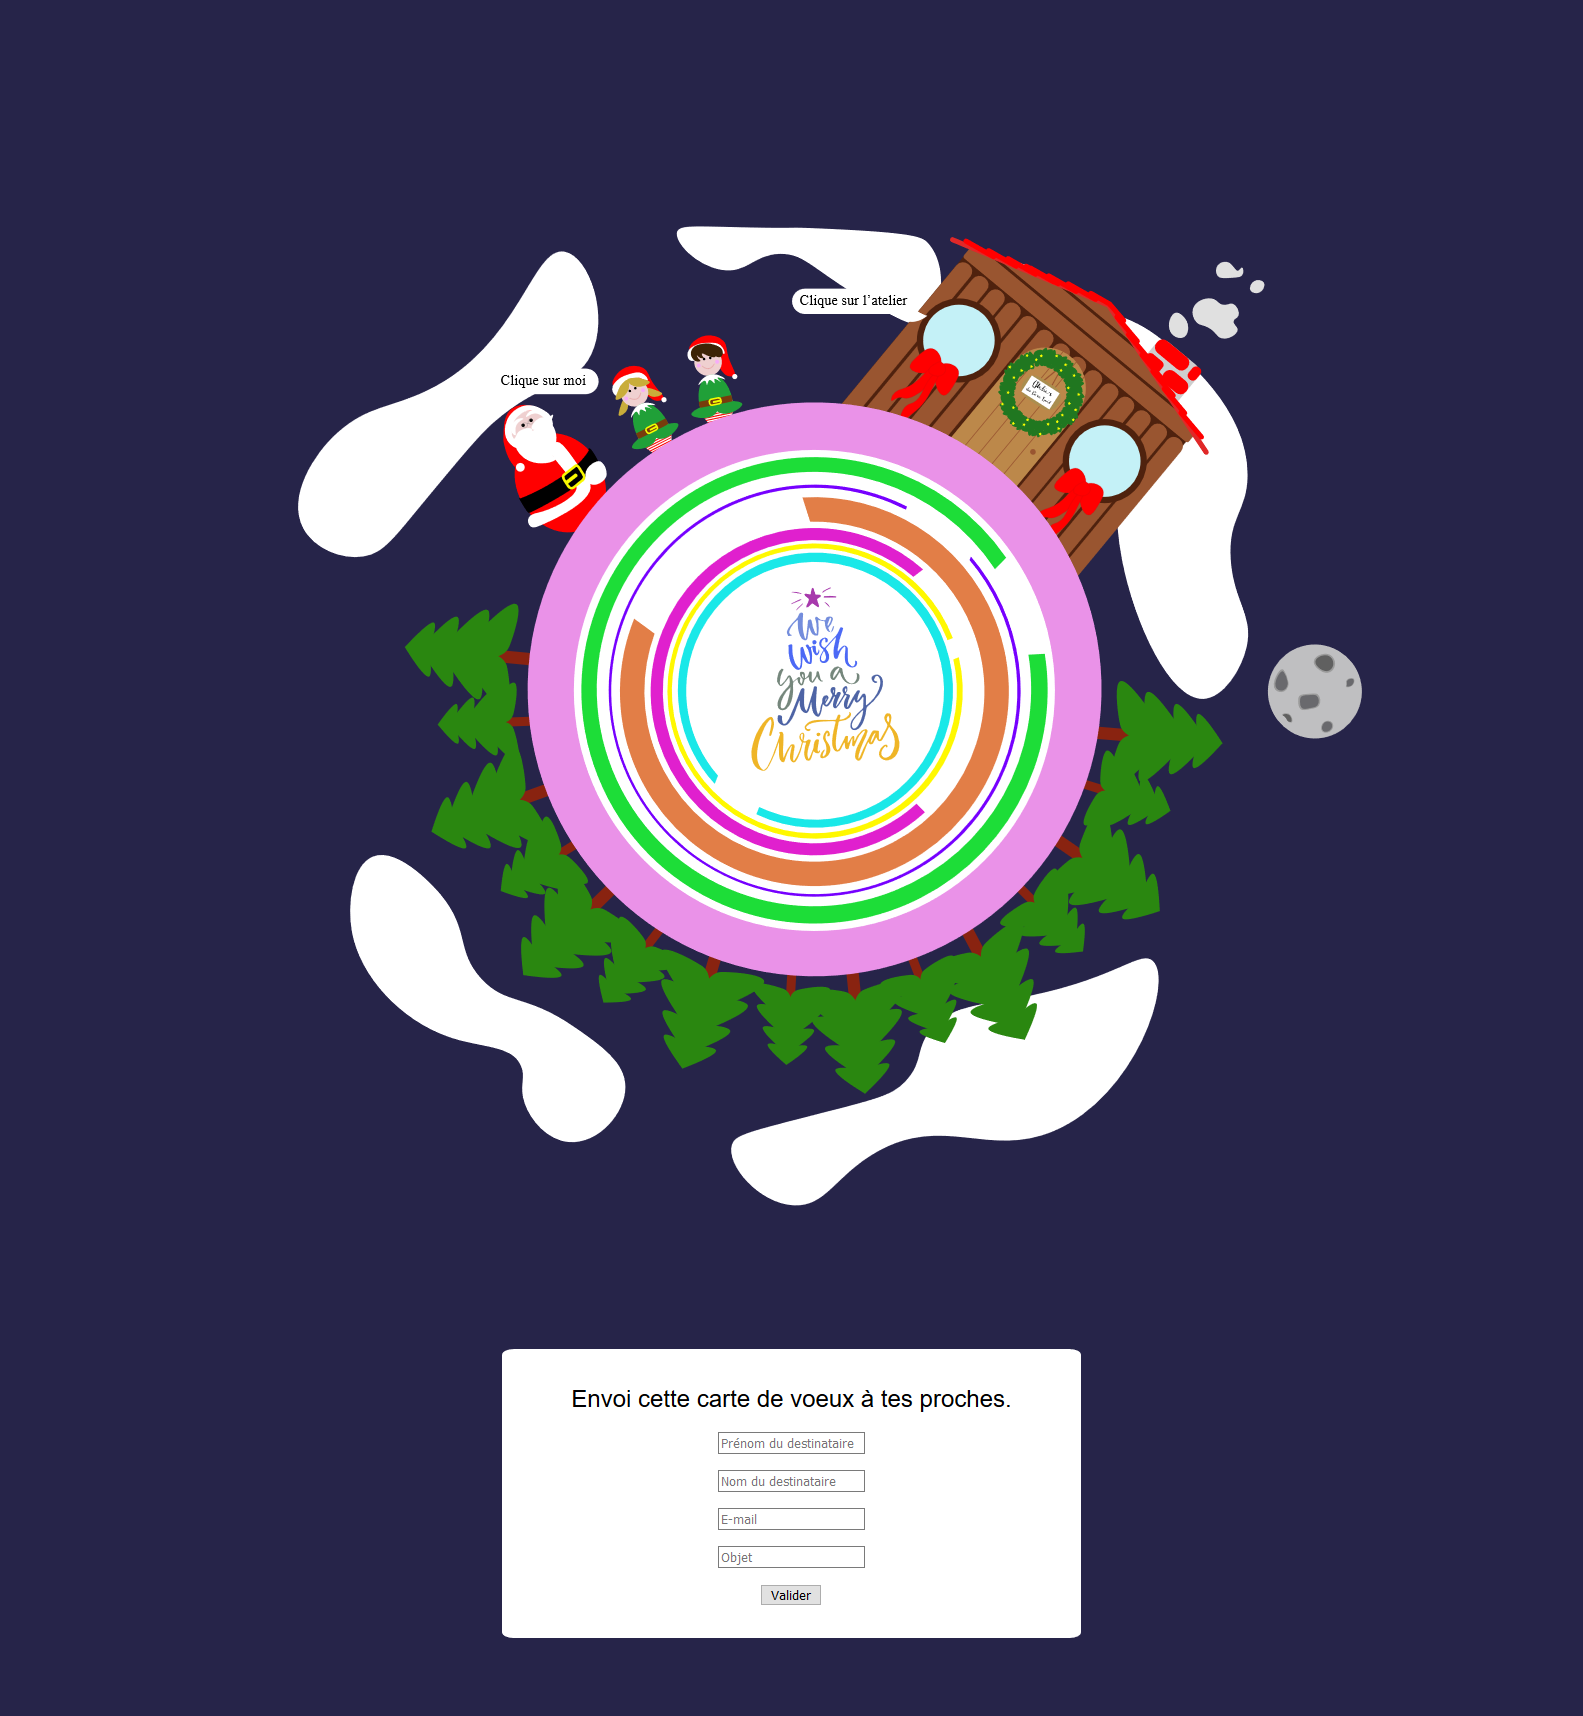 Clique sur l'atelier
Clique sur moi
We
wish
you a
Merry
Christmas
Envoi cette carte de voeux à tes proches.
Prénom du destinataire
Nom du destinataire
E-mail
Objet
Valider